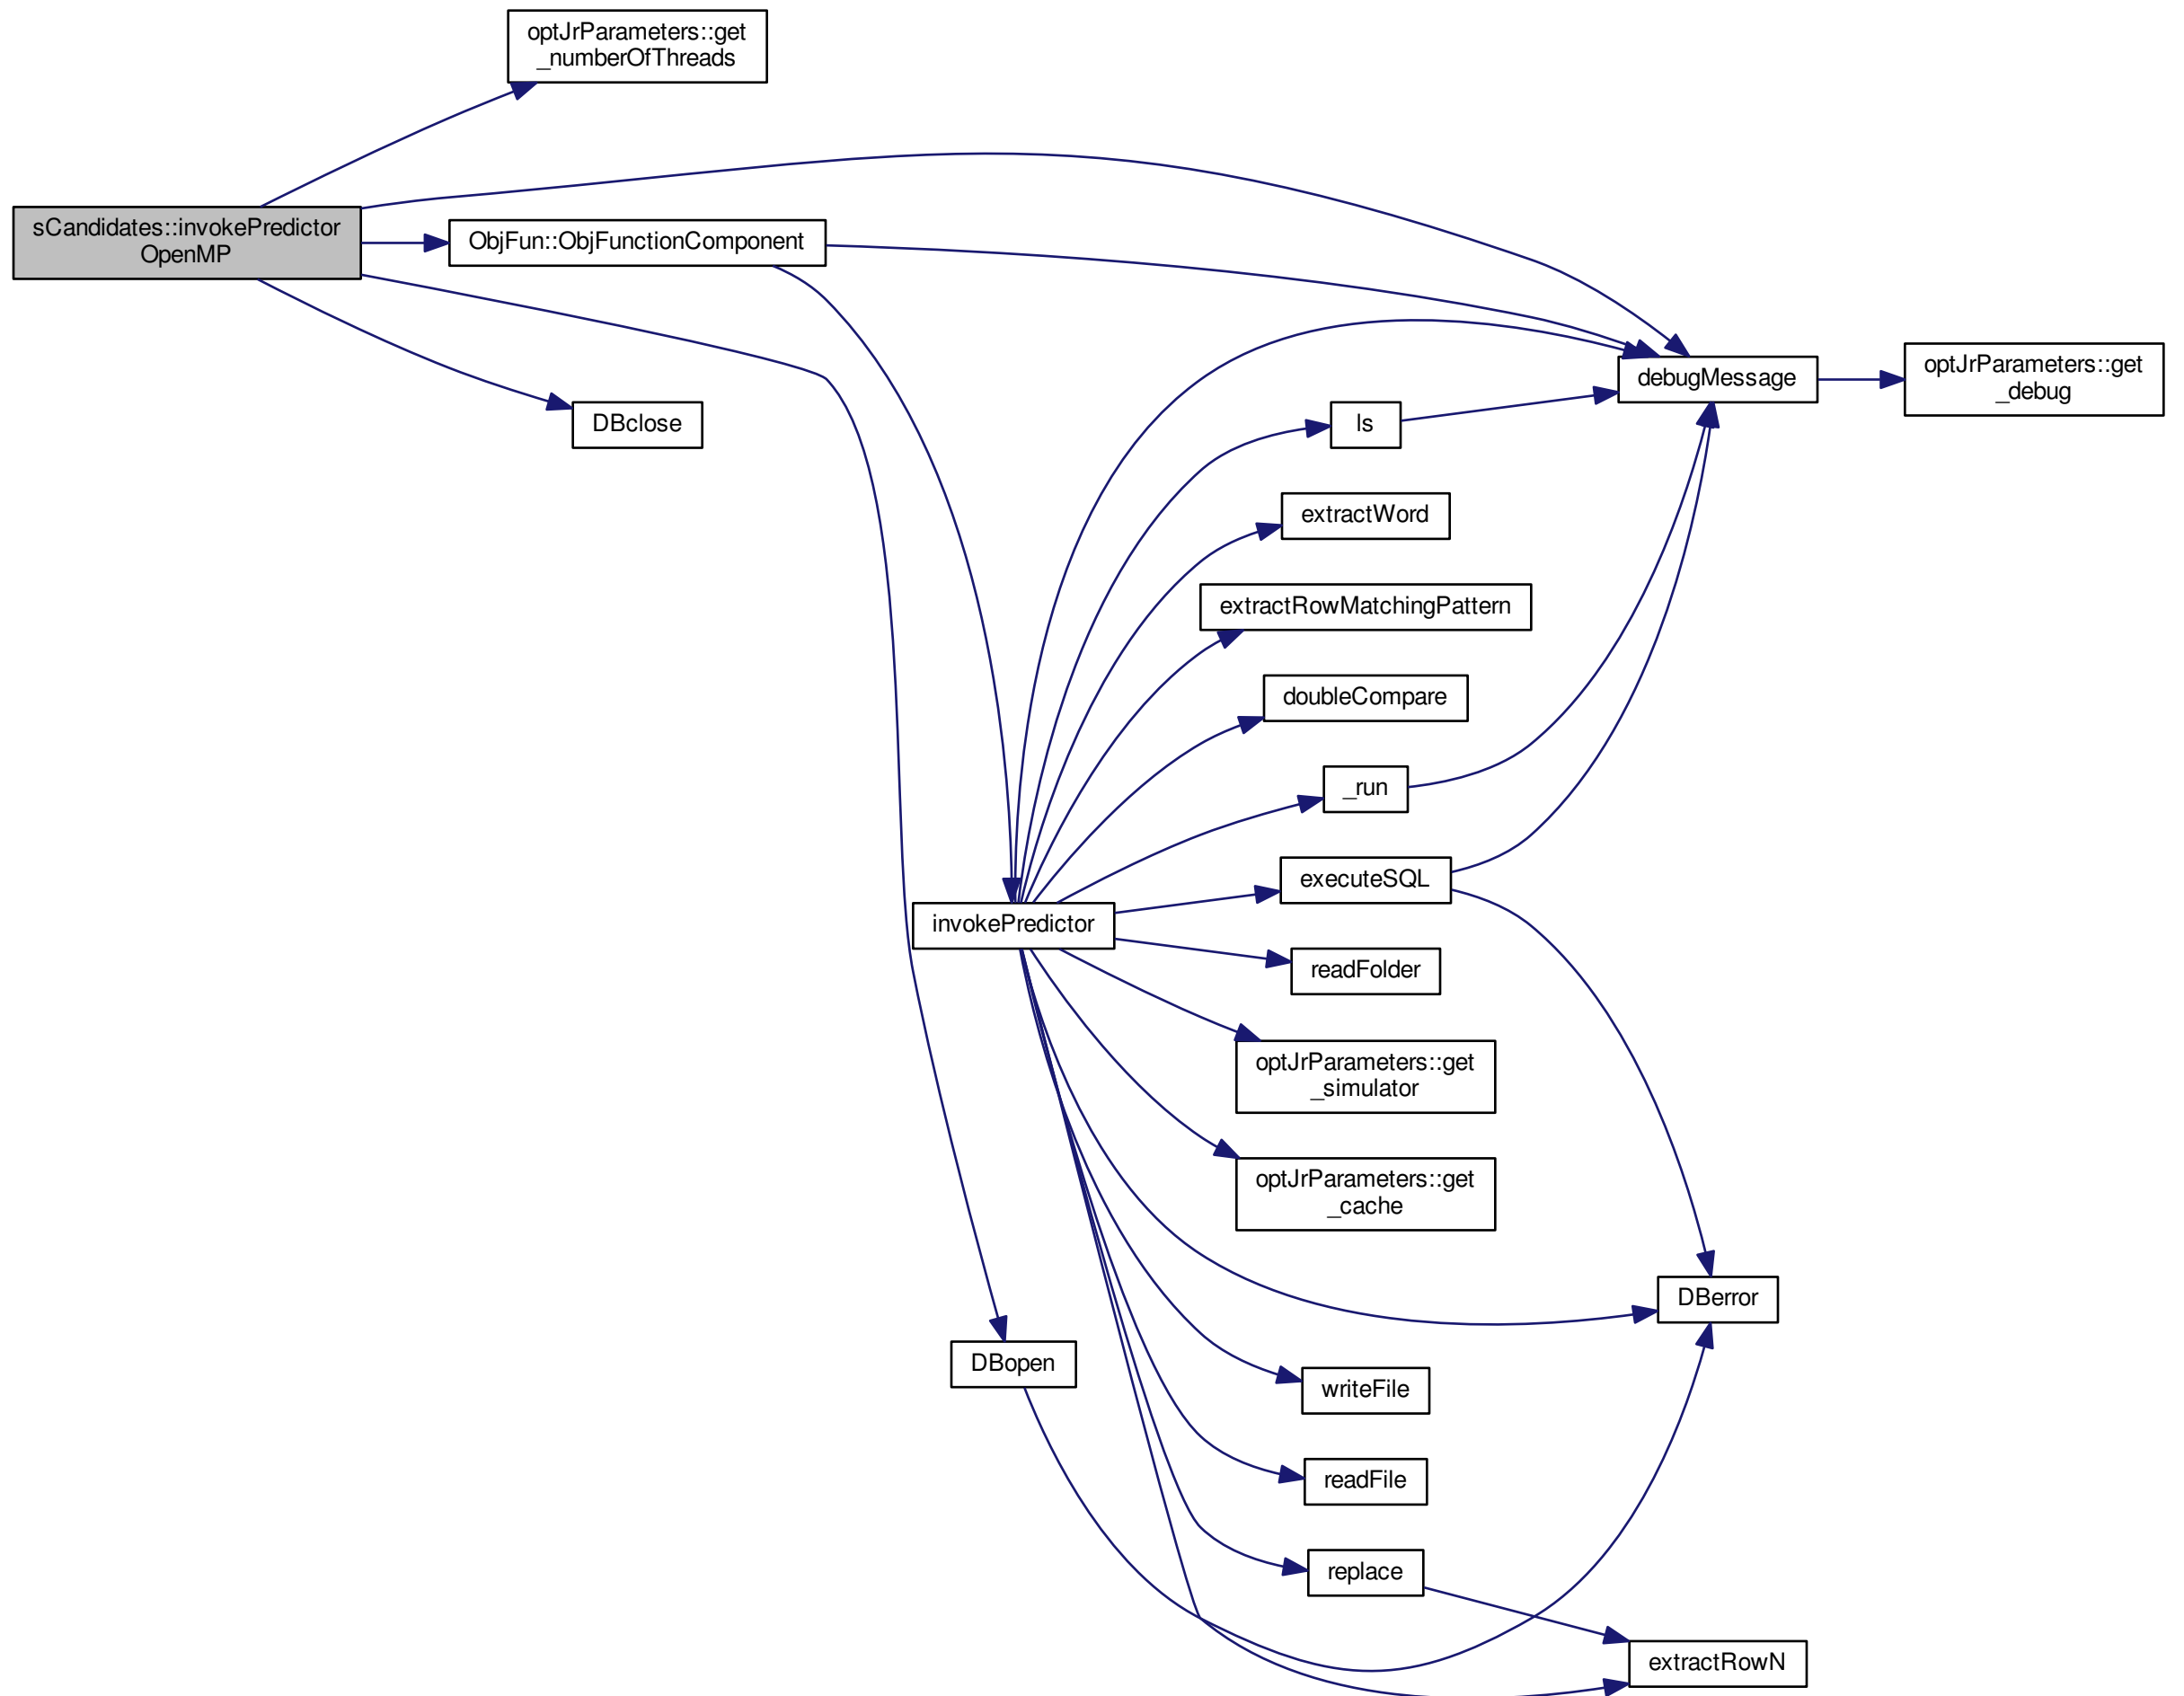 optJrParameters::get
_numberOfThreads
sCandidates::invokePredictor
OpenMP
ObjFun::ObjFunctionComponent
debugMessage
optJrParameters::get
_debug
DBclose
ls
extractWord
extractRowMatchingPattern
doubleCompare
_run
executeSQL
invokePredictor
readFolder
optJrParameters::get
_simulator
optJrParameters::get
_cache
DBerror
DBopen
writeFile
readFile
replace
extractRowN